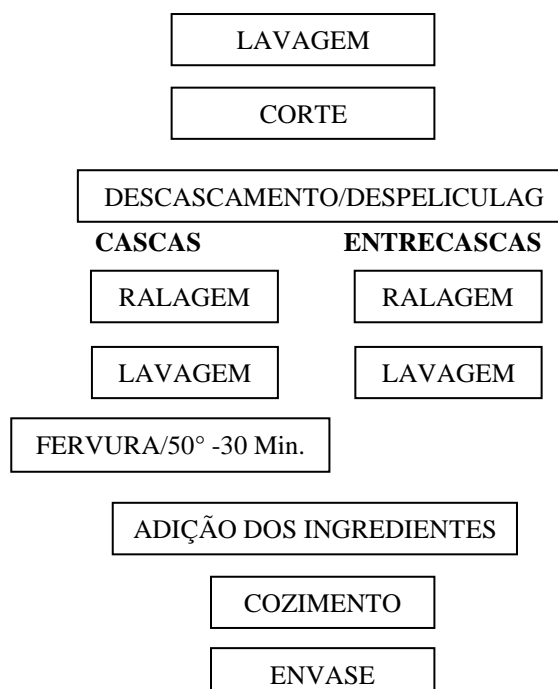 LAVAGEM
CORTE
DESCASCAMENTO/DESPELICULAG
CASCAS ENTRECASCAS
RALAGEM RALAGEM
LAVAGEM LAVAGEM
FERVURA/50° -30 Min.
ADIÇÃO DOS INGREDIENTES
COZIMENTO
ENVASE